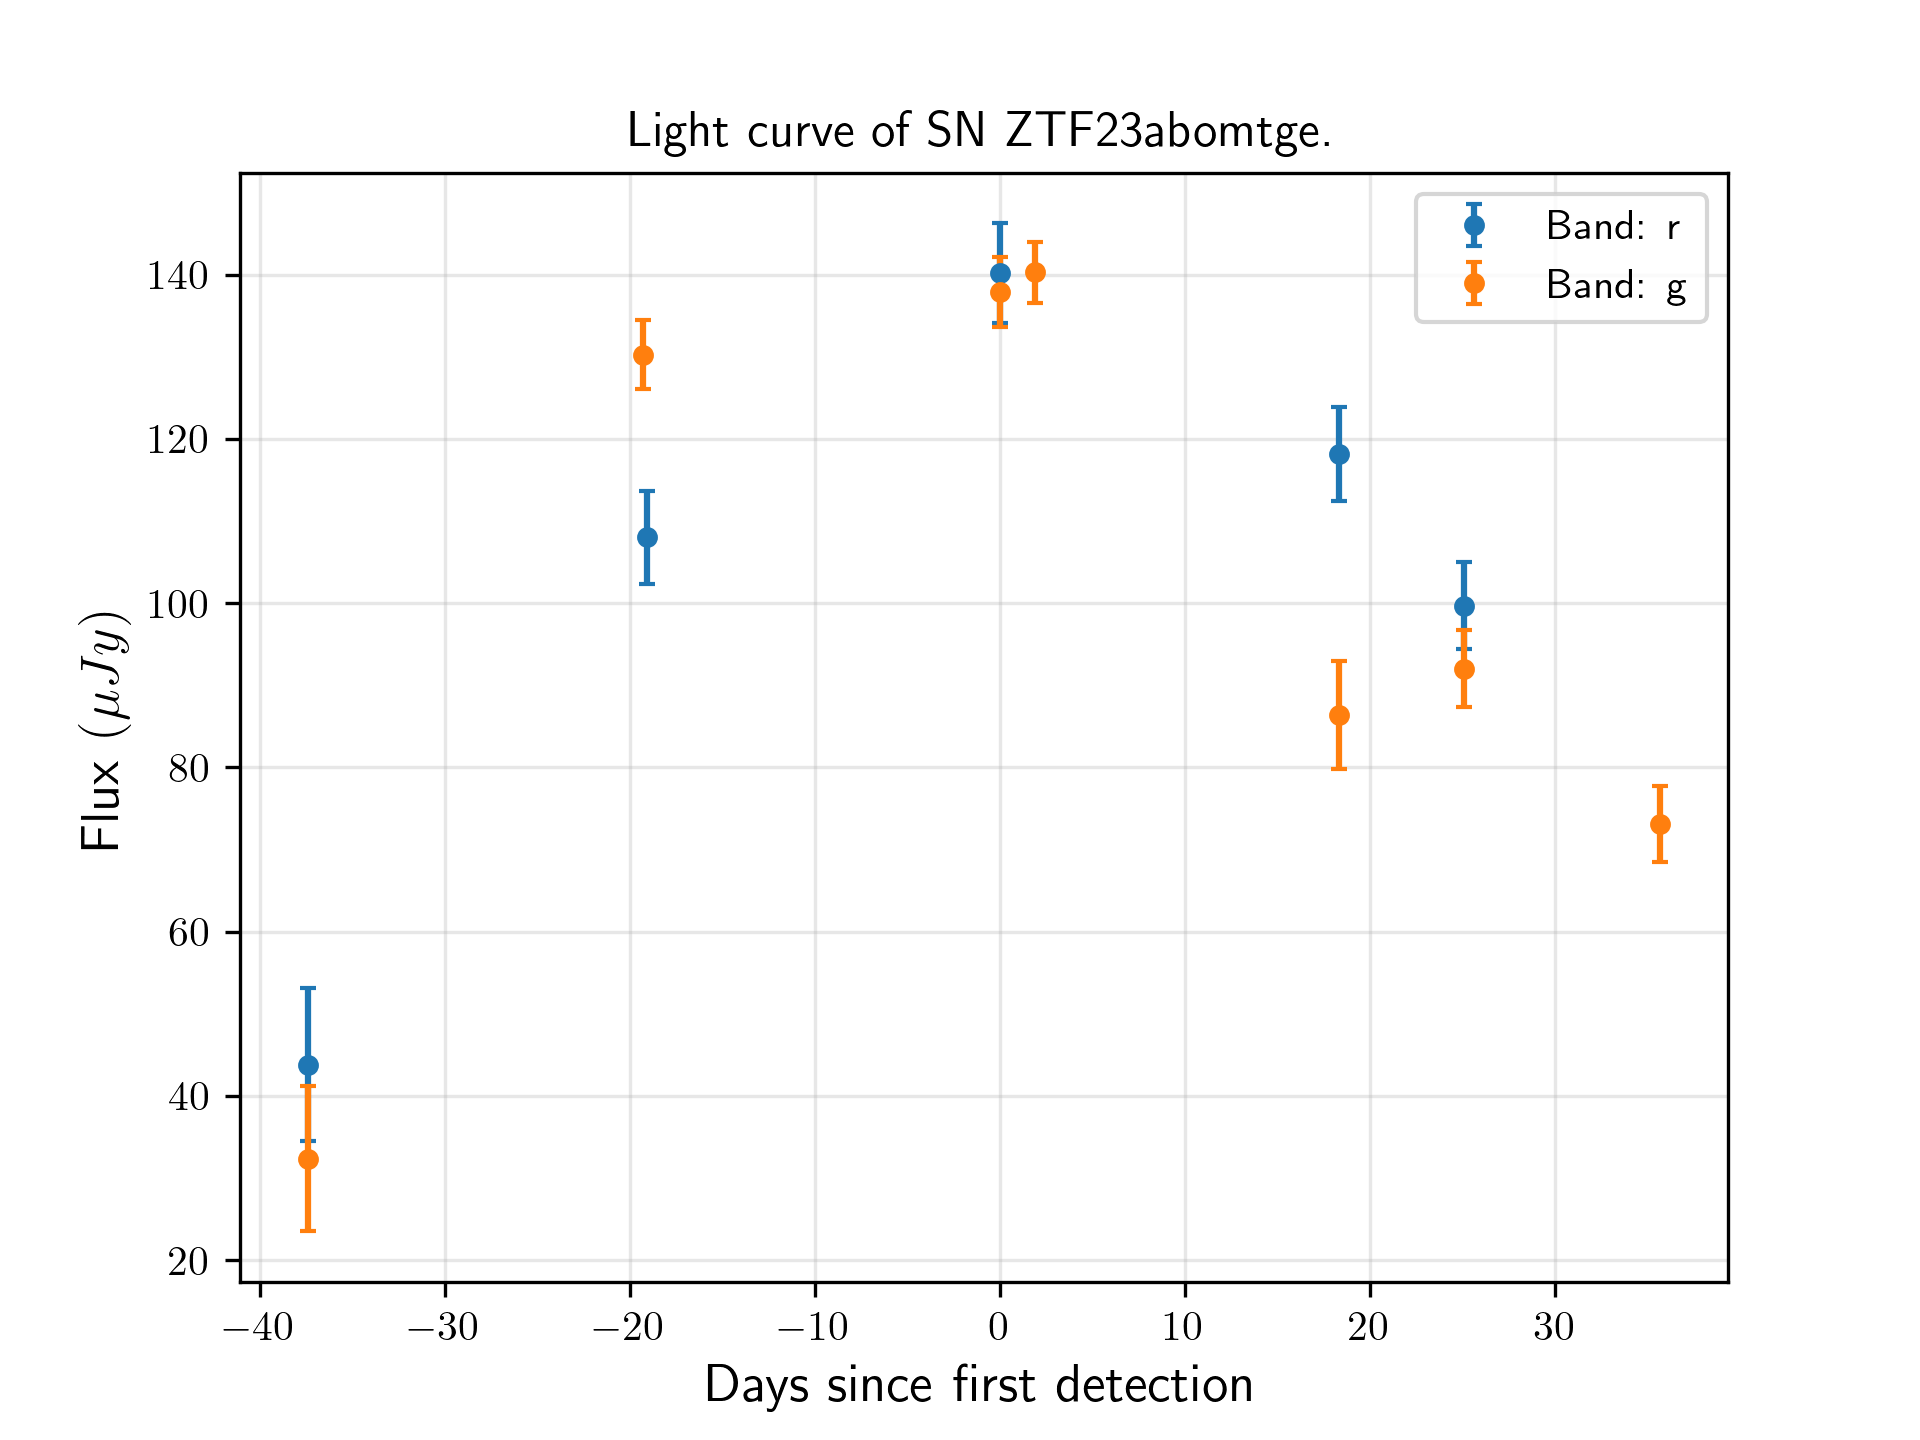 Light curve of SN ZTF23abomtge.
Band: r
Band: g
140
120
100
80
60
40
20
Flux (μJy)
−40 −30 −20 −10 0 10 20 30
Days since first detection